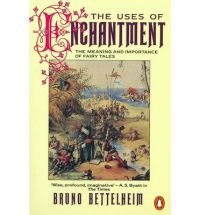 THE USES OF
ENCHANTMENT
THE MEANING AND IMPORTANCE
OF FAIRY TALES
'Wise, profound, imaginative' – A. S. Byatt in
The Times
BRUNO BETTELHEIM